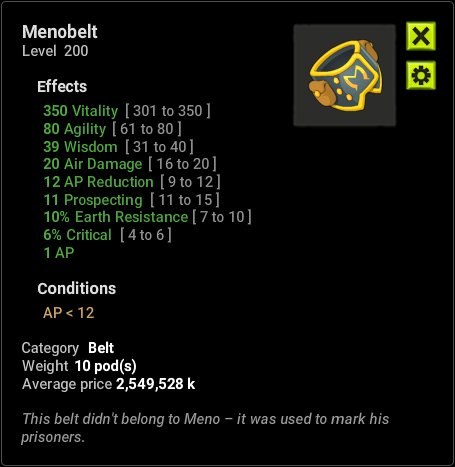 Menobelt
Level 200
Effects
350 Vitality [ 301 to 350 ]
80 Agility [ 61 to 80 ]
39 Wisdom [ 31 to 40 ]
20 Air Damage [ 16 to 20 ]
12 AP Reduction [ 9 to 12 ]
11 Prospecting [ 11 to 15 ]
10% Earth Resistance [ 7 to 10 ]
6% Critical [ 4 to 6 ]
1 AP
Conditions
AP < 12
Category Belt
Weight 10 pod(s)
Average price 2,549,528 k
This belt didn't belong to Meno – it was used to mark his
prisoners.